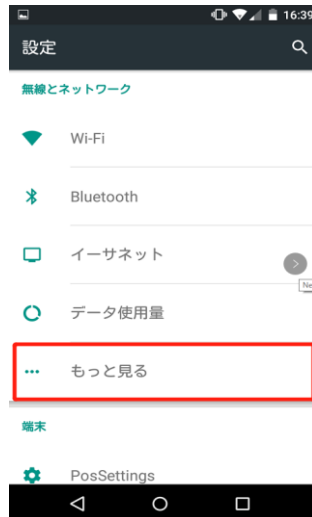 16:39
設定
無線とネットワーク
Wi-Fi
Bluetooth
イーサネット
Ne
データ使用量
もっと見る
端末
PosSettings